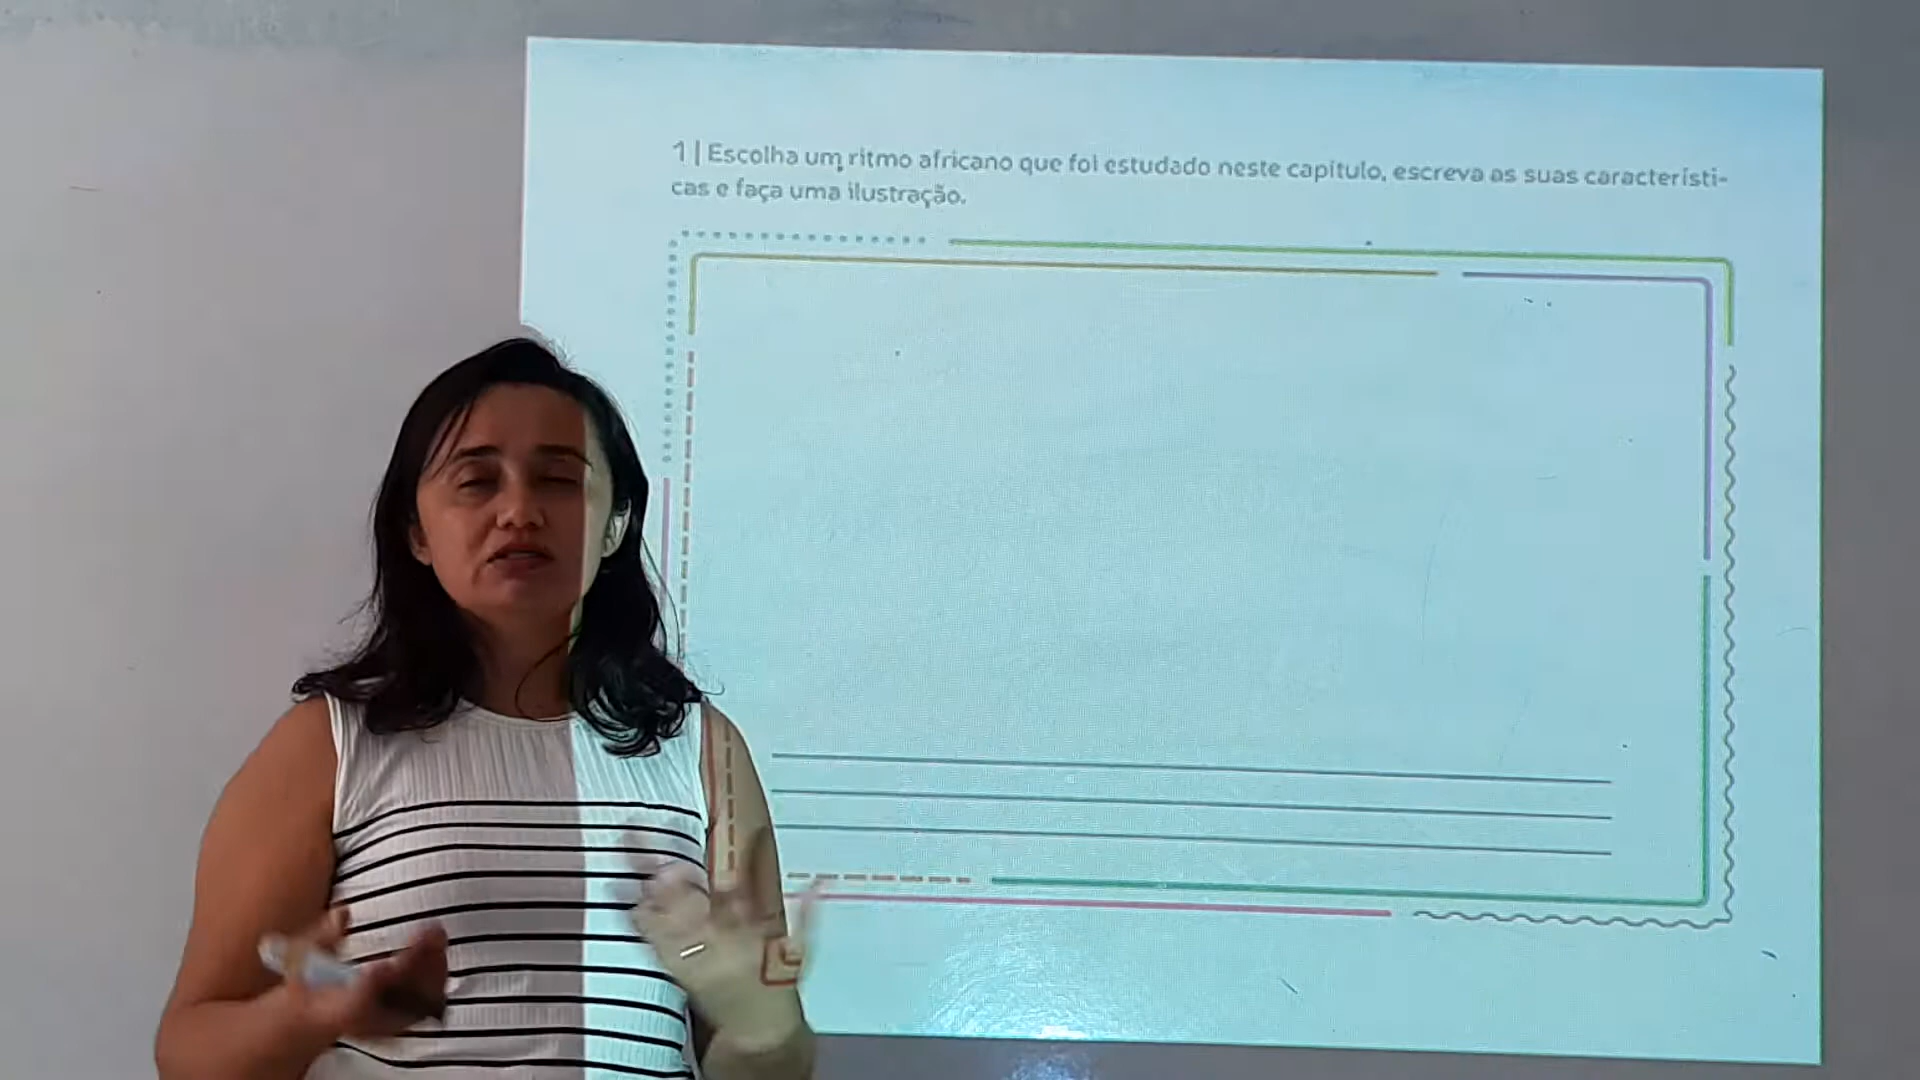 1 | Escolha um ritmo africano que foi estudado neste capítulo, escreva as suas característi-
cas e faça uma ilustração.